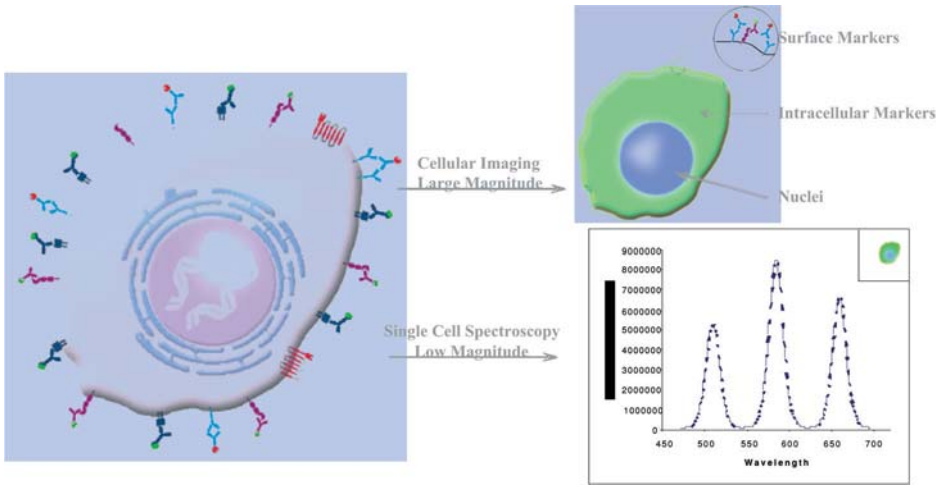 Surface Markers
Intracellular Markers
Nuclei
Cellular Imaging
Large Magnitude
Single Cell Spectroscopy
Low Magnitude
9000000
8000000
7000000
6000000
5000000
4000000
3000000
2000000
1000000
0
450 500 550 600 650 700
Wavelength